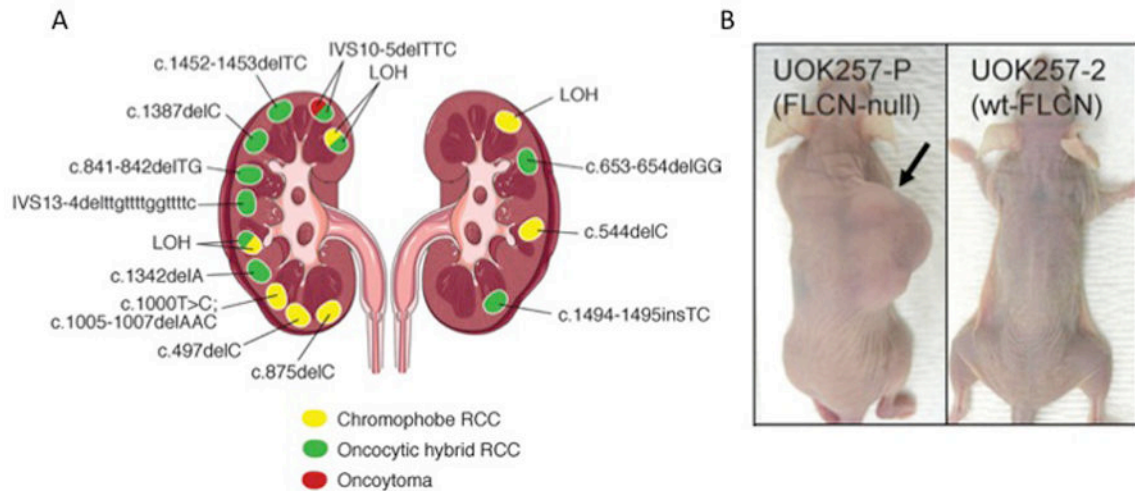 A
B
IVS10-5delTTC
c.1452-1453delTC
LOH
c.1387delC
c.841-842delTG
IVS13-4delttgttttggttttc
LOH
c.1342delA
c.1000T>C;
c.1005-1007delAAC
c.497delC
c.875delC
LOH
c.653-654delGG
c.544delC
c.1494-1495insTC
Chromophobe RCC
Oncocytic hybrid RCC
Oncoytoma
UOK257-P
(FLCN-null)
UOK257-2
(wt-FLCN)